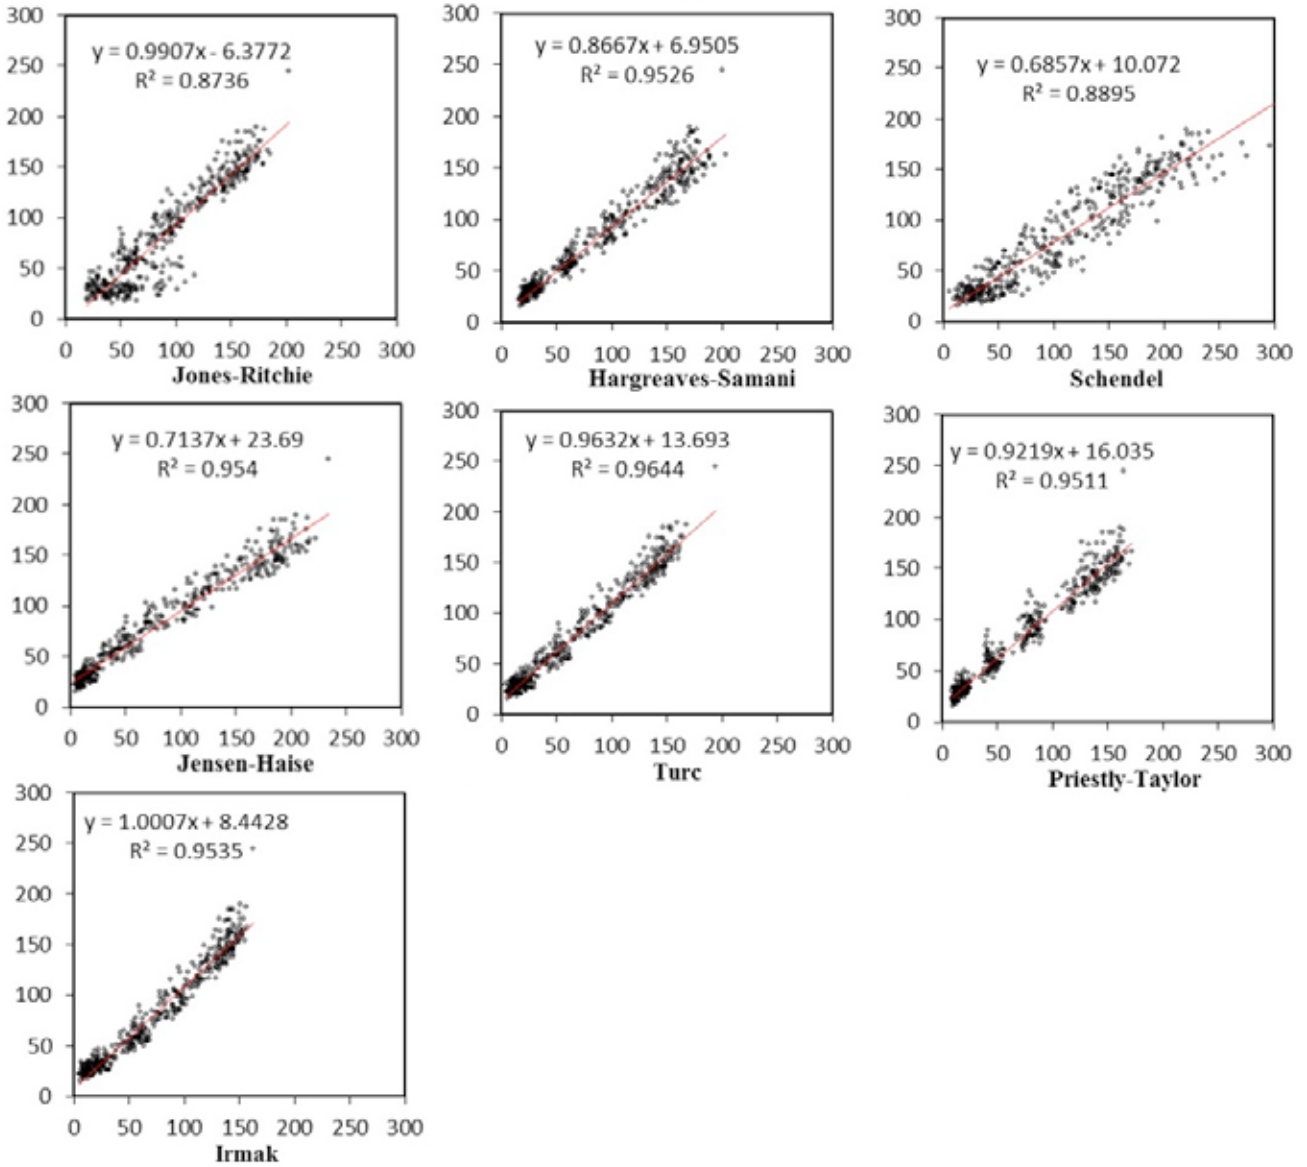 300
y = 0.9907x - 6.3772
250
R² = 0.8736
200
150
100
50
0
0 50 100 150 200 250 300
Jones-Ritchie
300
y = 0.8667x + 6.9505
250
R² = 0.9526
200
150
100
50
0
0 50 100 150 200 250 300
Hargreaves-Samani
300
y = 0.6857x + 10.072
250
R² = 0.8895
200
150
100
50
0
0 50 100 150 200 250 300
Schendel
300
y = 0.7137x + 23.69
250
R² = 0.954
200
150
100
50
0
0 50 100 150 200 250 300
Jensen-Haise
300
y = 0.9632x + 13.693
250
R² = 0.9644
200
150
100
50
0
0 50 100 150 200 250 300
Turc
300
y = 0.9219x + 16.035
250
R² = 0.9511
200
150
100
50
0
0 50 100 150 200 250 300
Priestly-Taylor
300
y = 1.0007x + 8.4428
250
R² = 0.9535
200
150
100
50
0
0 50 100 150 200 250 300
Irmak